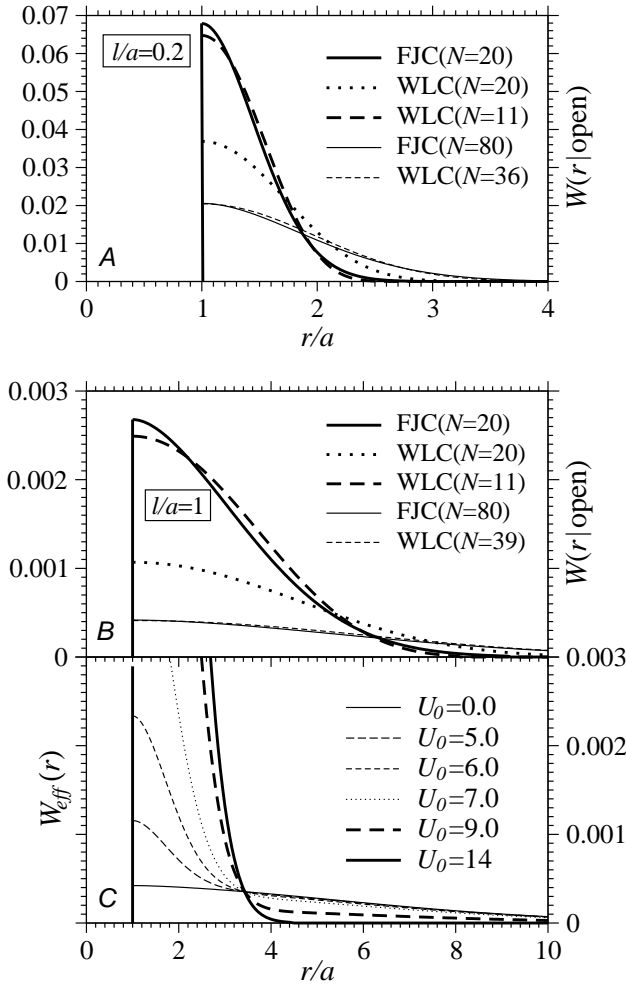 0.07
0.06
0.05
0.04
0.03
0.02
0.01
0
l/a=0.2
FJC(N=20)
WLC(N=20)
WLC(N=11)
FJC(N=80)
WLC(N=36)
W(r|open)
A
0 1 2 3 4
r/a
0.003
0.002
0.001
0
FJC(N=20)
WLC(N=20)
WLC(N=11)
FJC(N=80)
WLC(N=39)
l/a=1
W(r|open)
B
0.003
0.002
0.001
0
Weff(r)
U0=0.0
U0=5.0
U0=6.0
U0=7.0
U0=9.0
U0=14
C
0 2 4 6 8 10
r/a